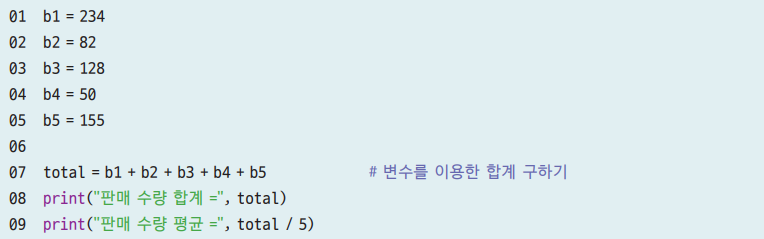 01 b1 = 234
02 b2 = 82
03 b3 = 128
04 b4 = 50
05 b5 = 155
06
07 total = b1 + b2 + b3 + b4 + b5 # 변수를 이용한 합계 구하기
08 print("판매 수량 합계 =", total)
09 print("판매 수량 평균 =", total / 5)